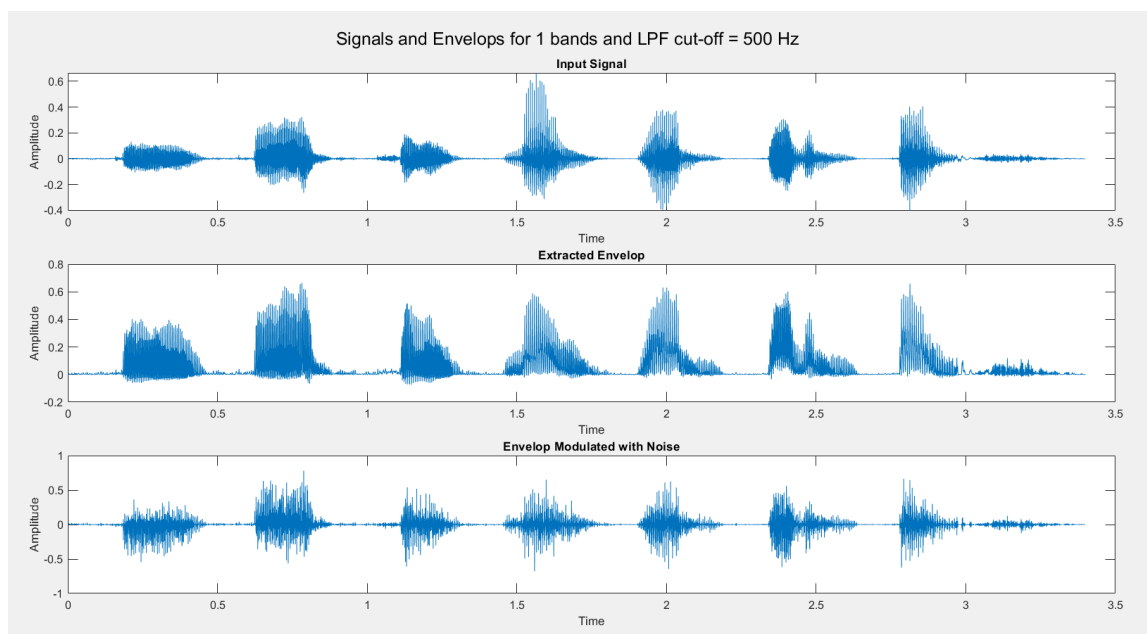 Signals and Envelops for 1 bands and LPF cut-off = 500 Hz
Input Signal
Amplitude
0.6
0.4
0.2
0
-0.2
-0.4
0 0.5 1 1.5 2 2.5 3 3.5
Time
Extracted Envelop
Amplitude
0.8
0.6
0.4
0.2
0
-0.2
0 0.5 1 1.5 2 2.5 3 3.5
Time
Envelop Modulated with Noise
Amplitude
1
0.5
0
-0.5
-1
0 0.5 1 1.5 2 2.5 3 3.5
Time